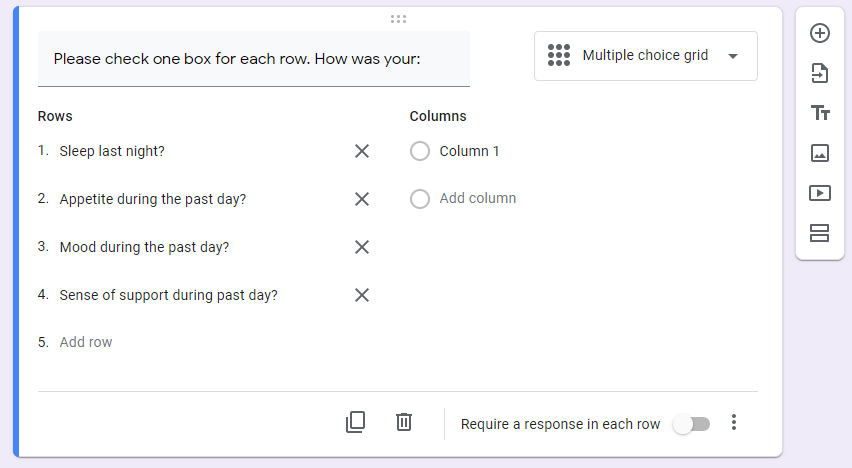 Please check one box for each row. How was your:
Multiple choice grid
Rows
Columns
1. Sleep last night?
Column 1
2. Appetite during the past day?
Add column
3. Mood during the past day?
4. Sense of support during past day?
5. Add row
Require a response in each row
Tт